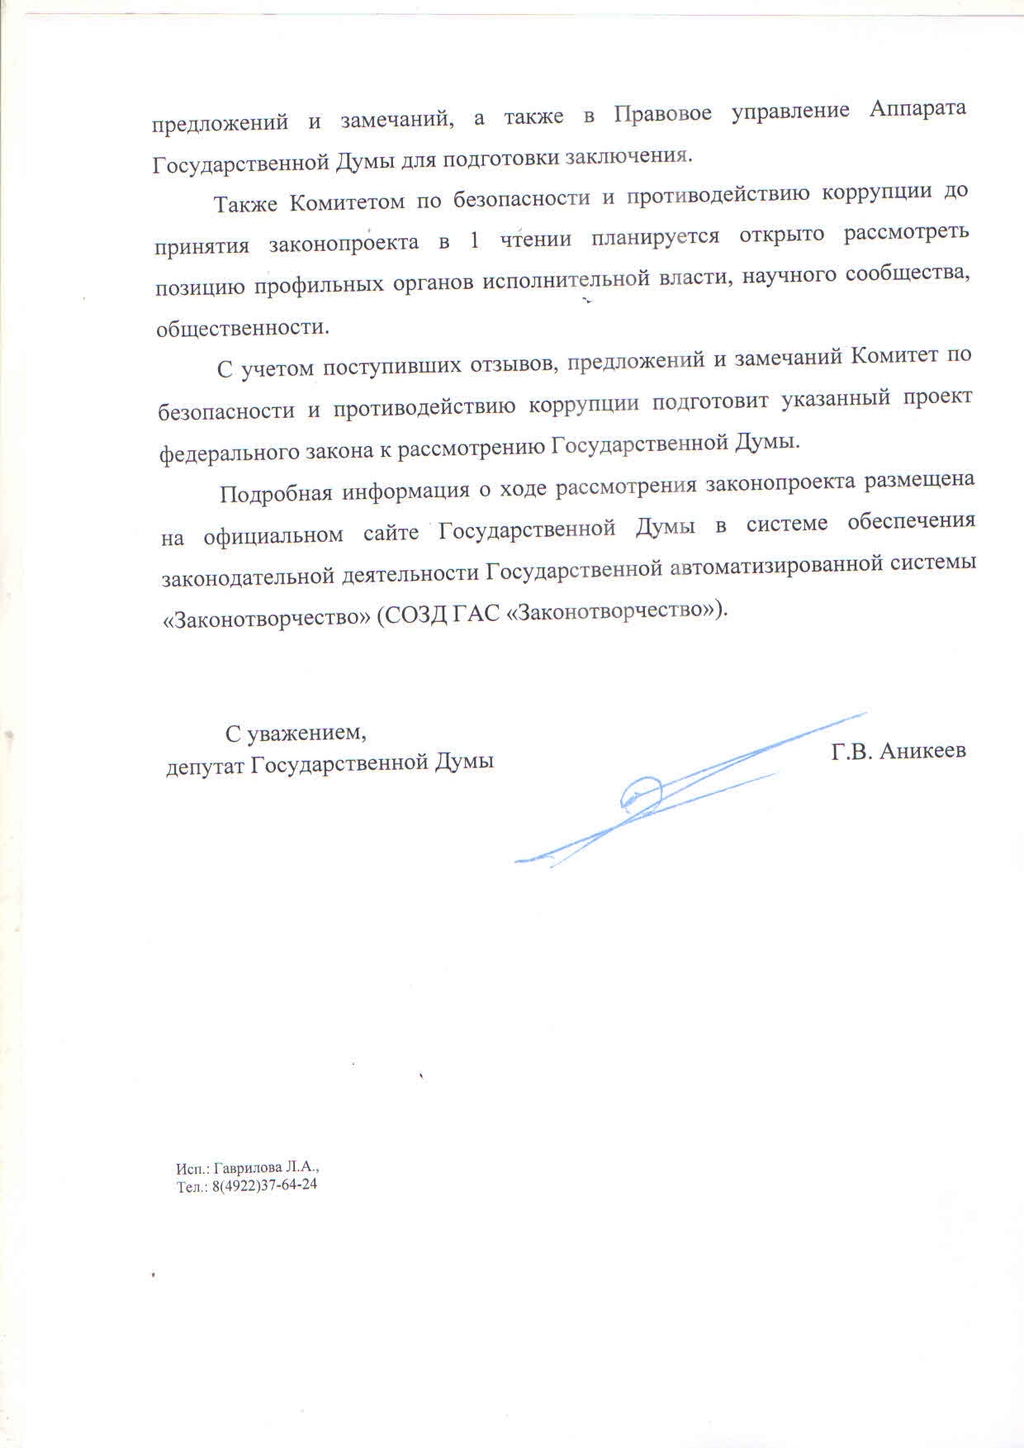 предложений и замечаний, а также в Правовое управление Аппарата
Государственной Думы для подготовки заключения.
Также Комитетом по безопасности и противодействию коррупции до
принятия законопроекта в 1 чтении планируется открыто рассмотреть
позицию профильных органов исполнительной власти, научного сообщества,
общественности.
С учетом поступивших отзывов, предложений и замечаний Комитет по
безопасности и противодействию коррупции подготовит указанный проект
федерального закона к рассмотрению Государственной Думы.
Подробная информация о ходе рассмотрения законопроекта размещена
на официальном сайте Государственной Думы в системе обеспечения
законодательной деятельности Государственной автоматизированной системы
«Законотворчество» (СОЗД ГАС «Законотворчество»).
С уважением,
депутат Государственной Думы
Г.В. Аникеев
Исп.: Гаврилова Л.А.,
Тел.: 8(4922)37-64-24